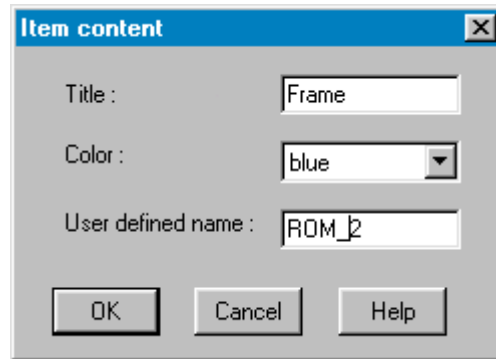 Item content
Title : Frame
Color : blue
User defined name : ROM_2
OK Cancel Help